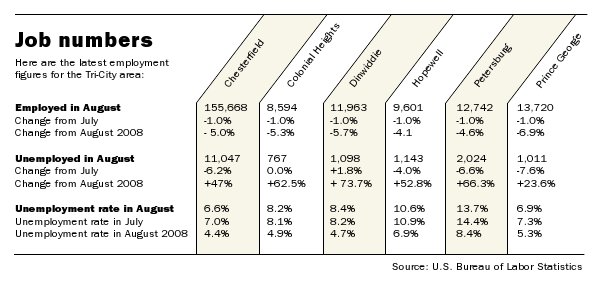 Job numbers
Here are the latest employment
figures for the Tri-City area:
Chesterfield Colonial Heights Dinwiddie Hopewell Petersburg Prince George
Employed in August 155,668 8,594 11,963 9,601 12,742 13,720
Change from July -1.0% -1.0% -1.0% -1.0% -1.0% -1.0%
Change from August 2008 - 5.0% -5.3% -5.7% -4.1 -4.6% -6.9%
Unemployed in August 11,047 767 1,098 1,143 2,024 1,011
Change from July -6.2% 0.0% +1.8% -4.0% -6.6% -7.6%
Change from August 2008 +47% +62.5% + 73.7% +52.8% +66.3% +23.6%
Unemployment rate in August 6.6% 8.2% 8.4% 10.6% 13.7% 6.9%
Unemployment rate in July 7.0% 8.1% 8.2% 10.9% 14.4% 7.3%
Unemployment rate in August 2008 4.4% 4.9% 4.7% 6.9% 8.4% 5.3%
Source: U.S. Bureau of Labor Statistics